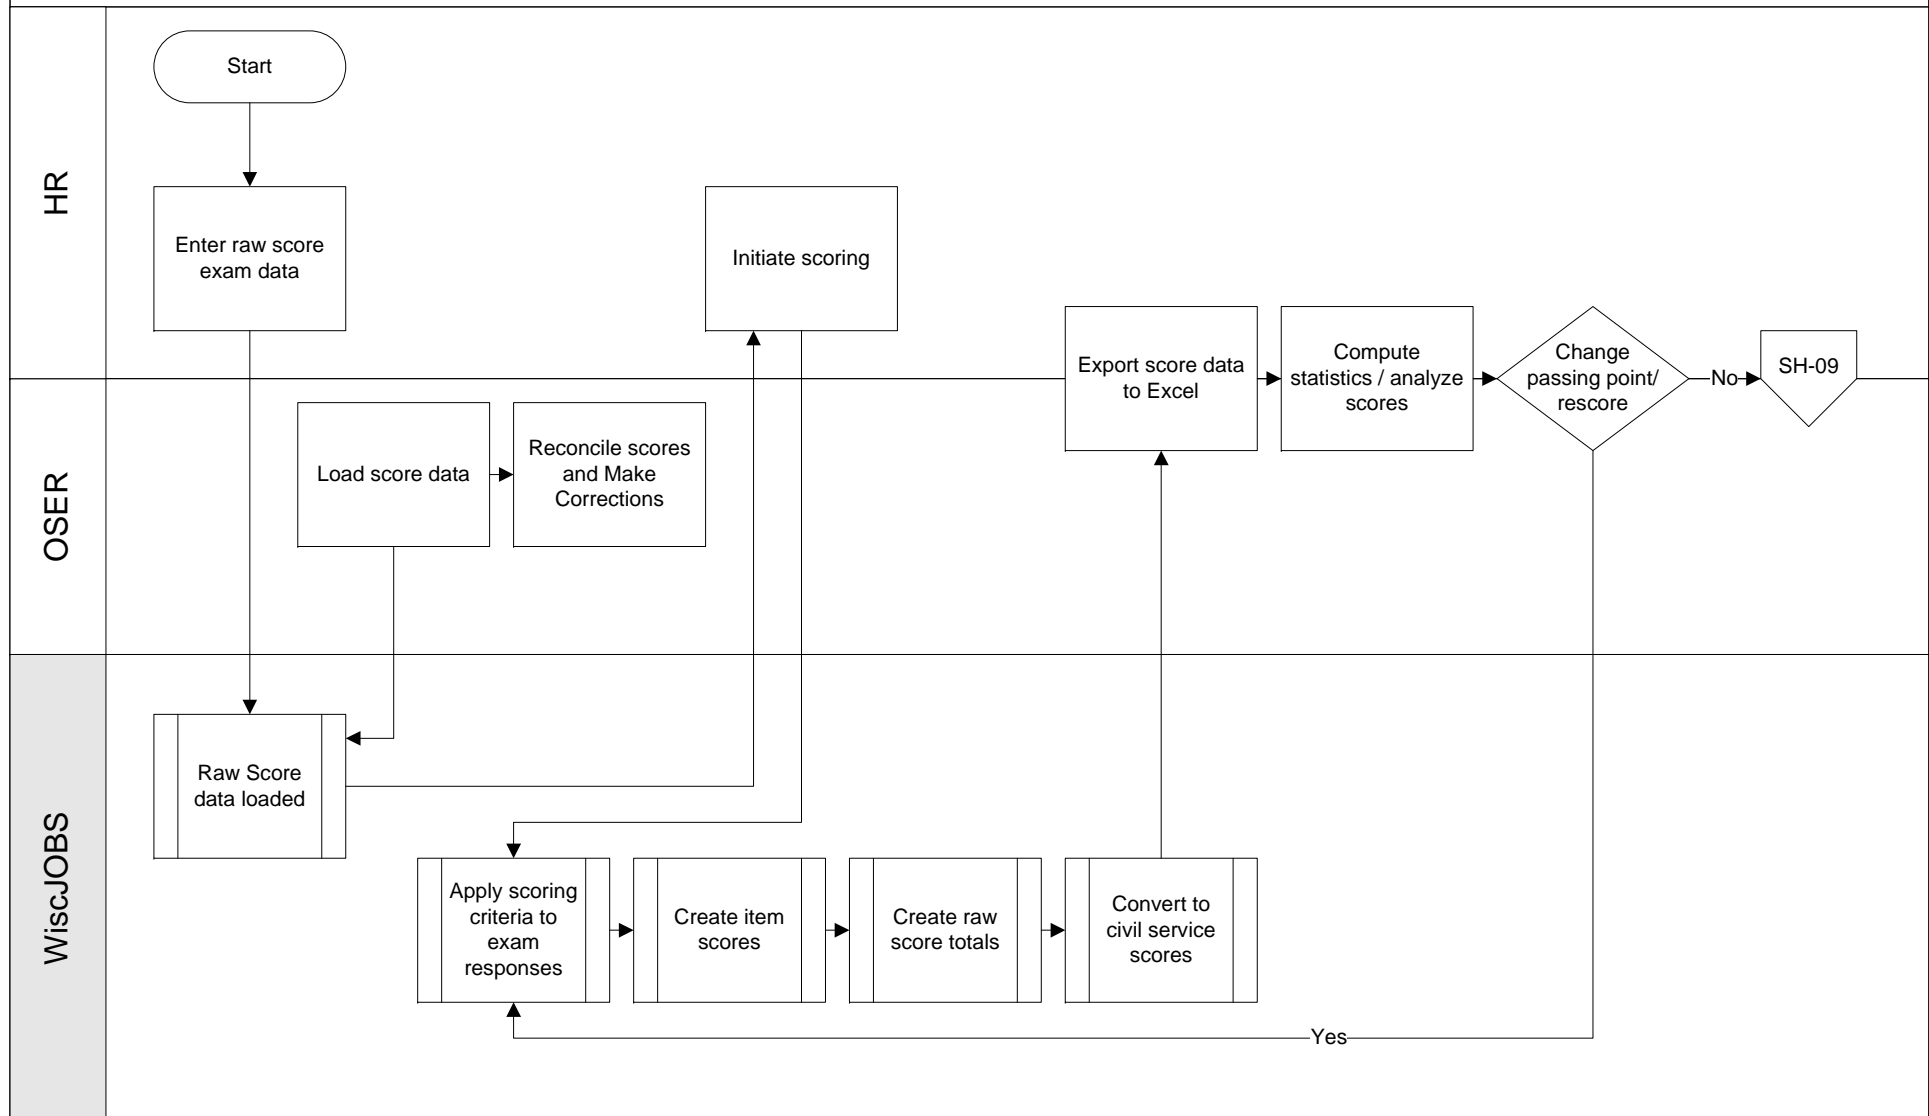 HR
Start
Enter raw score
exam data
Initiate scoring
Export score data
to Excel
Compute
statistics / analyze
scores
Change
passing point/
rescore
No
SH-09
OSER
Load score data
Reconcile scores
and Make
Corrections
WiscJOBS
Raw Score
data loaded
Apply scoring
criteria to
exam
responses
Create item
scores
Create raw
score totals
Convert to
civil service
scores
Yes